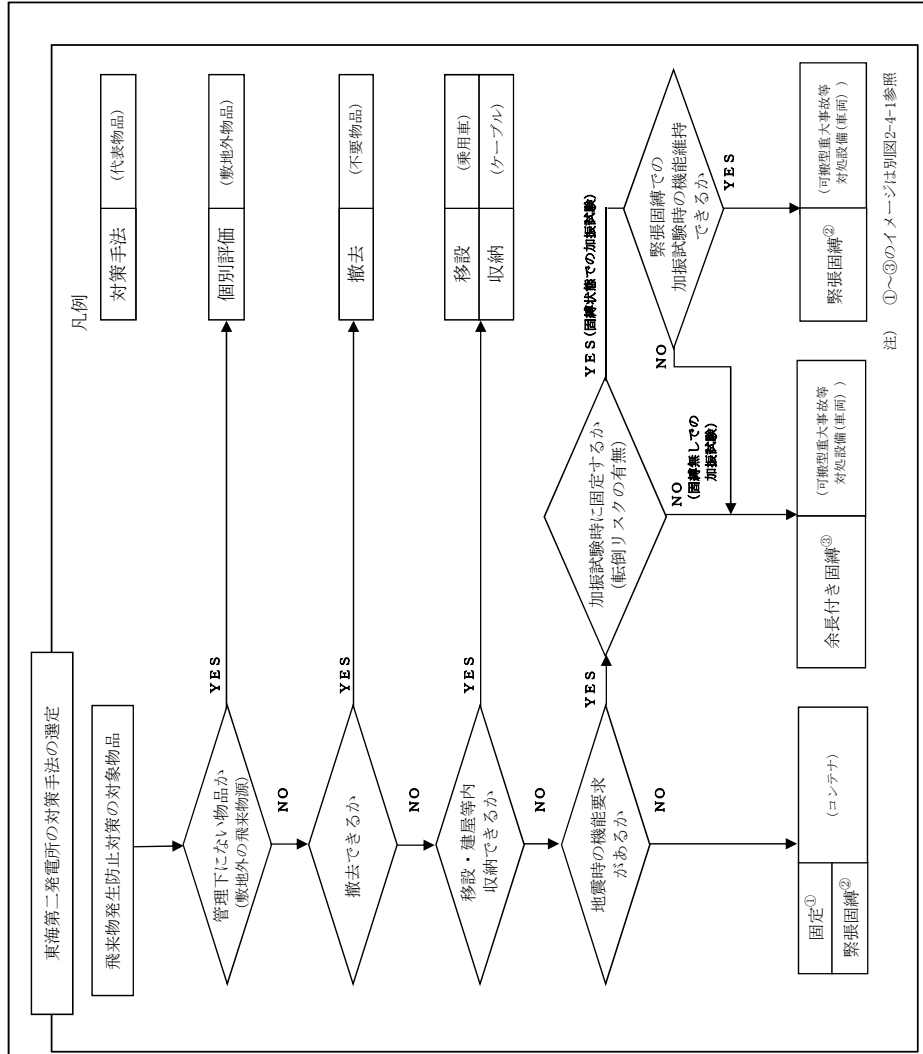 東海第二発電所の対策手法の選定
凡例
対策手法
(代表物品)
飛来物発生防止対策の対象物品
管理下にない物品か
(敷地外の飛来物源)
YES
個別評価
(敷地外物品)
NO
撤去できるか
YES
撤去
(不要物品)
NO
移設・建屋等内
収納できるか
YES
移設
(乗用車)
収納
(ケーブル)
NO
地震時の機能要求
があるか
YES
加振試験時に固定するか
(転倒リスクの有無)
YES(固縛状態での加振試験)
緊張固縛での
加振試験時の機能維持
できるか
NO
NO
(固縛無しでの
加振試験)
NO
YES
固定①
緊張固縛②
(コンテナ)
余長付き固縛③
(可搬型重大事故等
対処設備(車両))
緊張固縛②
(可搬型重大事故等
対処設備(車両))
注) ①～③のイメージは別図2-4-1参照